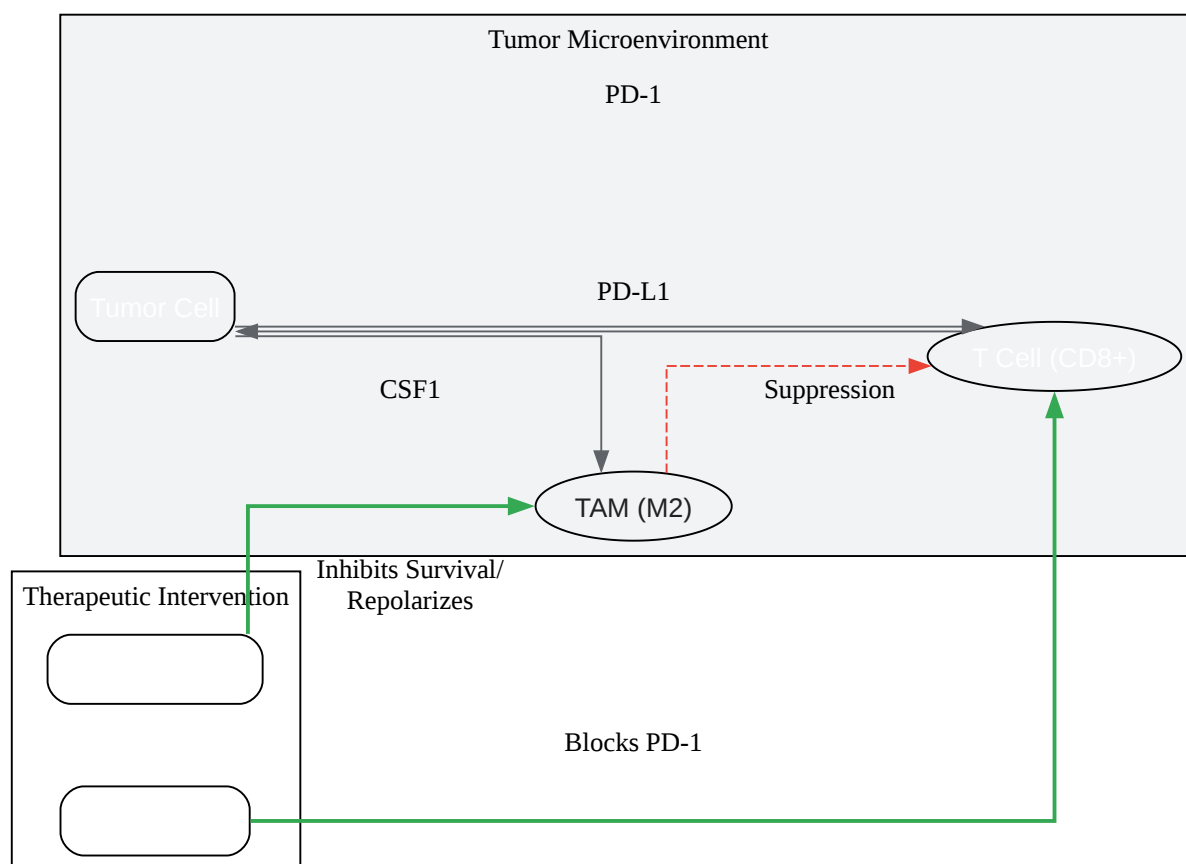 Tumor Microenvironment
PD-1
PD-L1
Tumor Cell
T Cell (CD8+)
CSF1
Suppression
TAM (M2)
Inhibits Survival/
Repolarizes
Therapeutic Intervention
Blocks PD-1